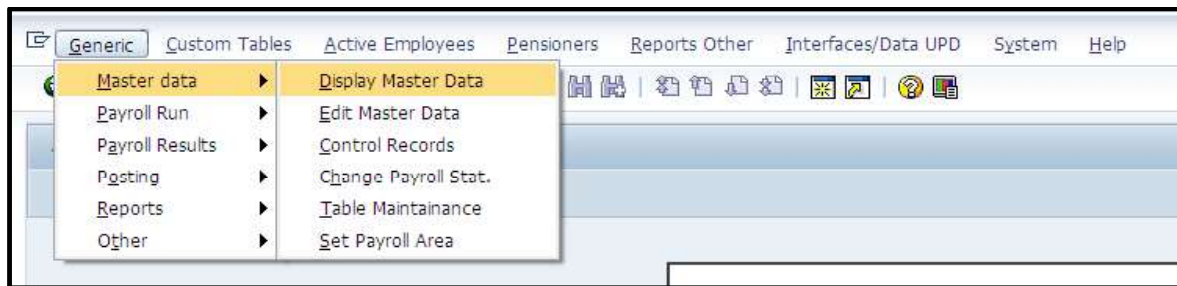 Generic Custom Tables Active Employees Pensioners Reports Other Interfaces/Data UPD System Help
Master data Display Master Data
Payroll Run Edit Master Data
Payroll Results Control Records
Posting Change Payroll Stat.
Reports Table Maintainance
Other Set Payroll Area